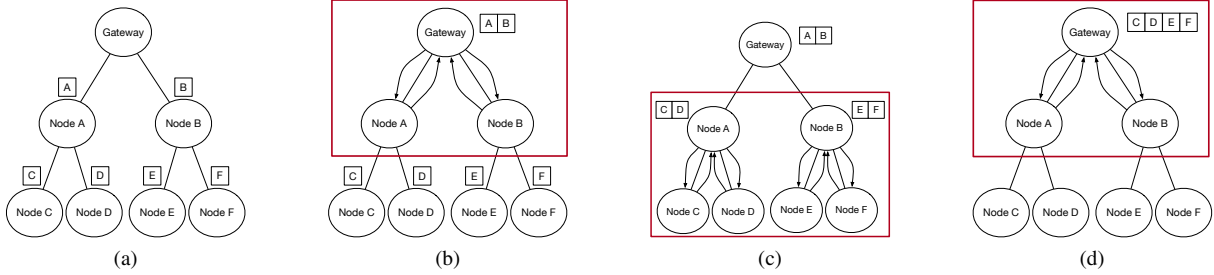 Gateway
A
B
Node A
Node B
C
D
E
F
Node C
Node D
Node E
Node F
(a)
Gateway
A B
Node A
Node B
C
D
E
F
Node C
Node D
Node E
Node F
(b)
Gateway
A B
C D
E F
Node A
Node B
Node C
Node D
Node E
Node F
(c)
Gateway
C D E F
Node A
Node B
Node C
Node D
Node E
Node F
(d)